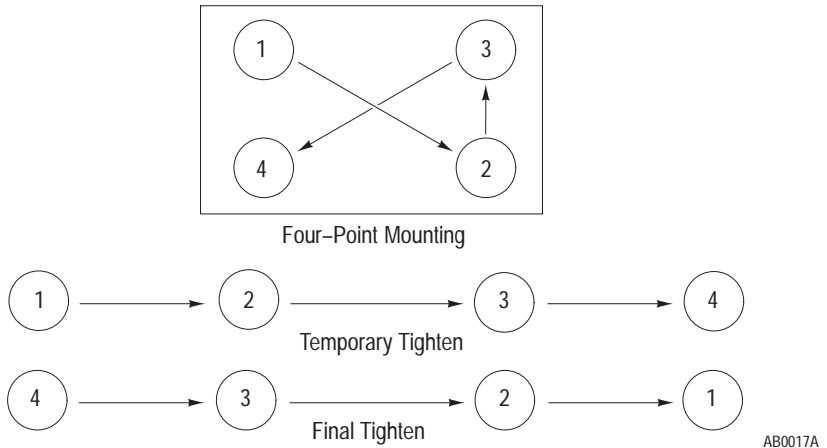 1 3
4 2
Four–Point Mounting
1 2 3 4
Temporary Tighten
4 3 2 1
Final Tighten
AB0017A